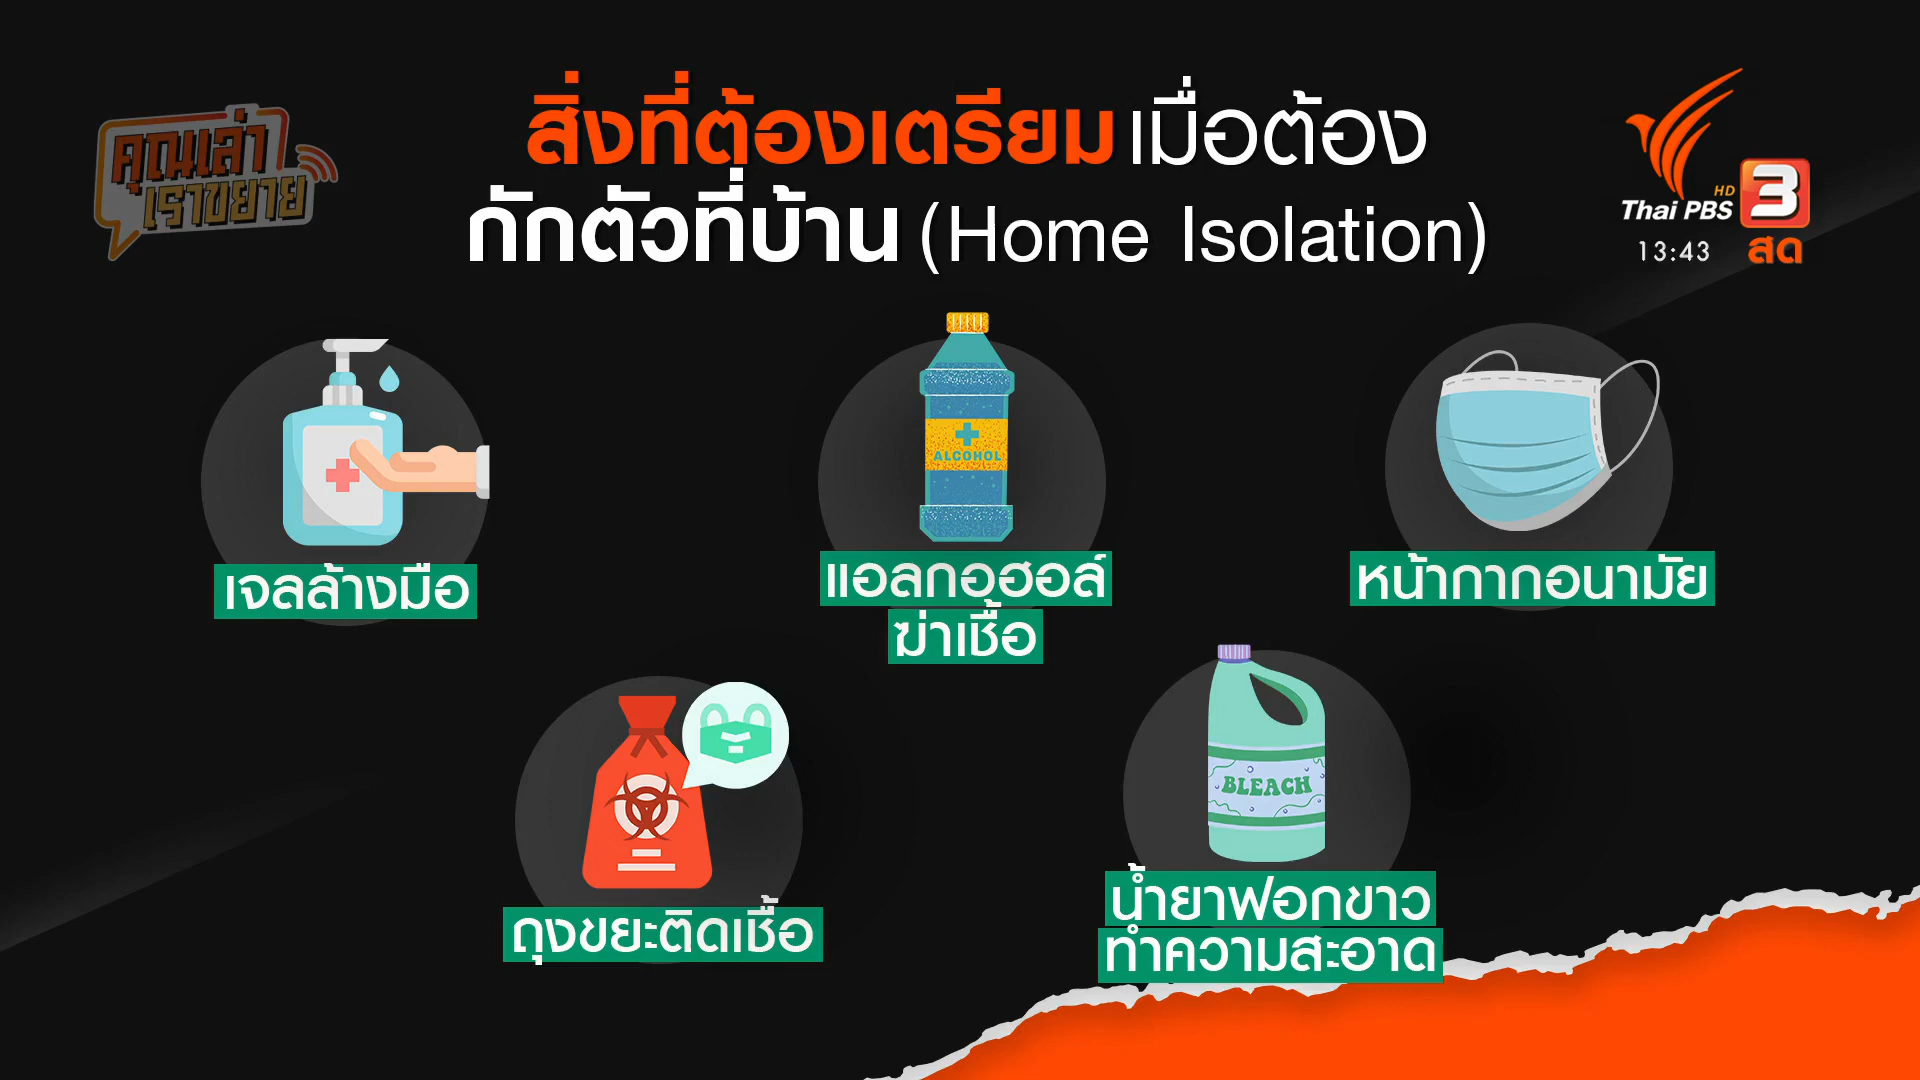 คุณเล่า
เราขยาย
สิ่งที่ต้องเตรียมเมื่อต้อง
กักตัวที่บ้าน (Home Isolation)
HD
Thai PBS 3
13:43 สด
เจลล้างมือ
ALCOHOL
แอลกอฮอล์
ฆ่าเชื้อ
หน้ากากอนามัย
ถุงขยะติดเชื้อ
BLEACH
น้ำยาฟอกขาว
ทำความสะอาด